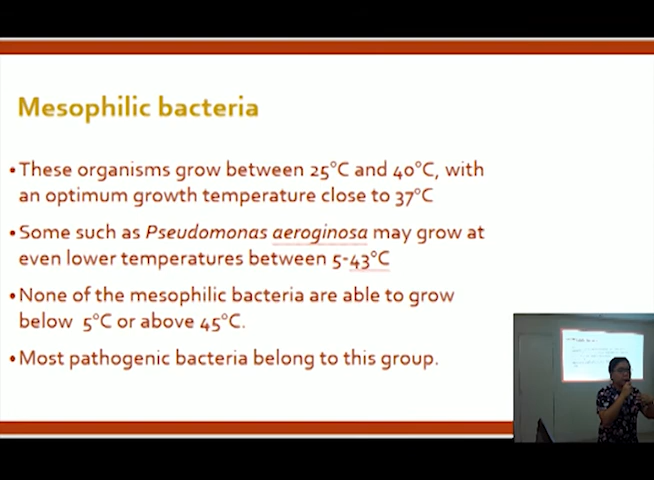 Mesophilic bacteria
•These organisms grow between 25°C and 40°C, with
an optimum growth temperature close to 37°C
•Some such as Pseudomonas aeroginosa may grow at
even lower temperatures between 5-43°C
•None of the mesophilic bacteria are able to grow
below 5°C or above 45°C.
•Most pathogenic bacteria belong to this group.